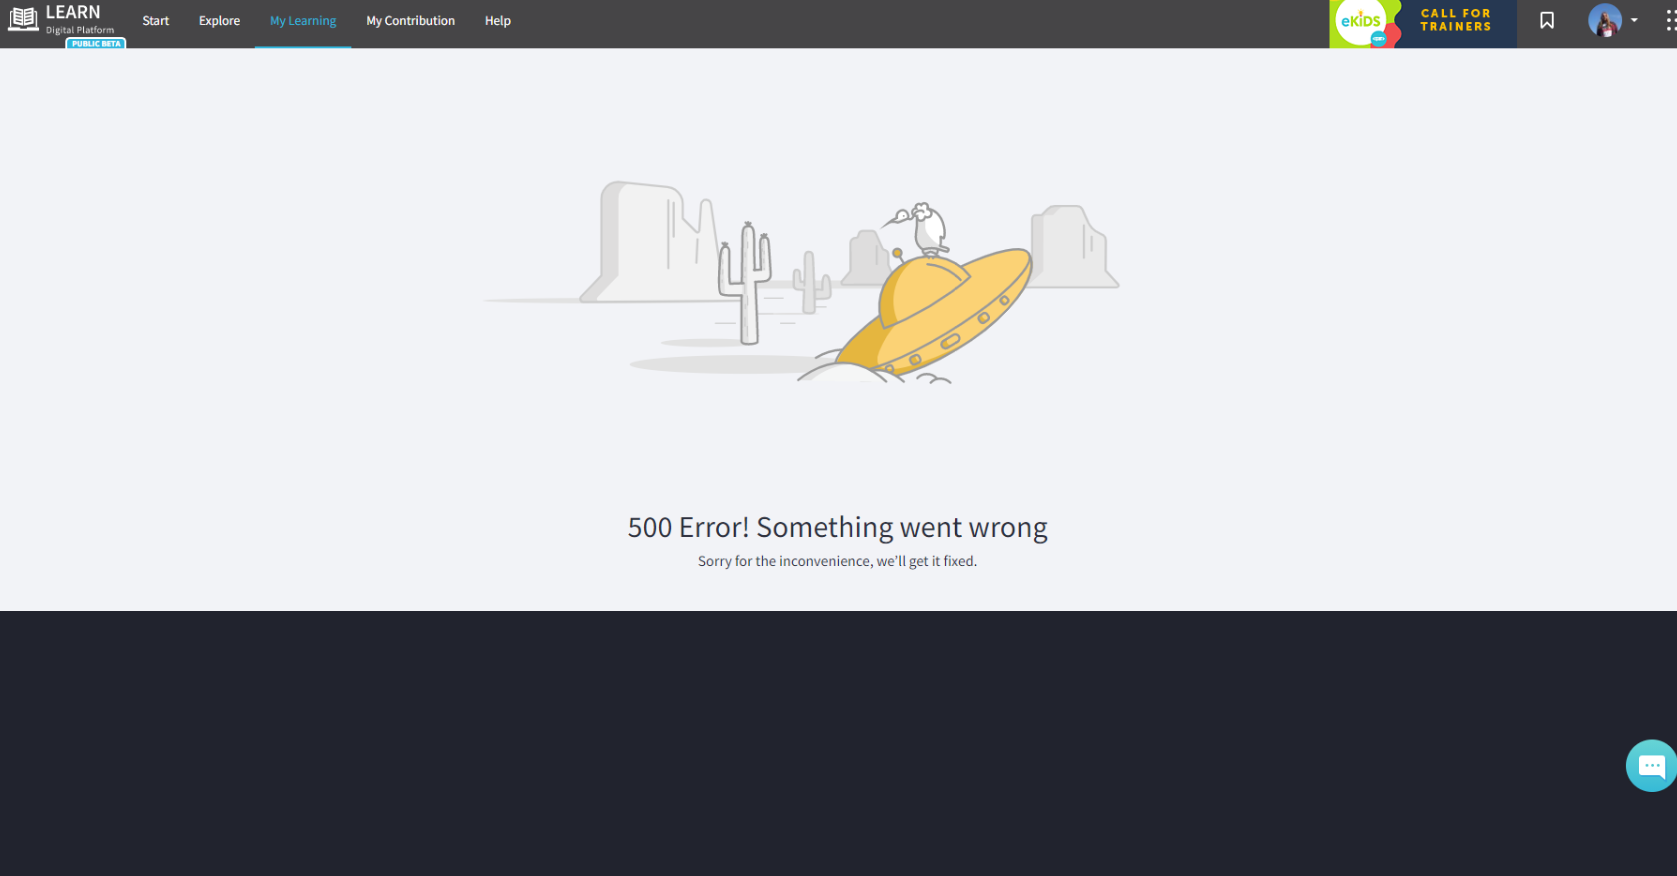 LEARN
Digital Platform
PUBLIC BETA
Start
Explore
My Learning
My Contribution
Help
eKiDS
CALL FOR
TRAINERS
500 Error! Something went wrong
Sorry for the inconvenience, we'll get it fixed.